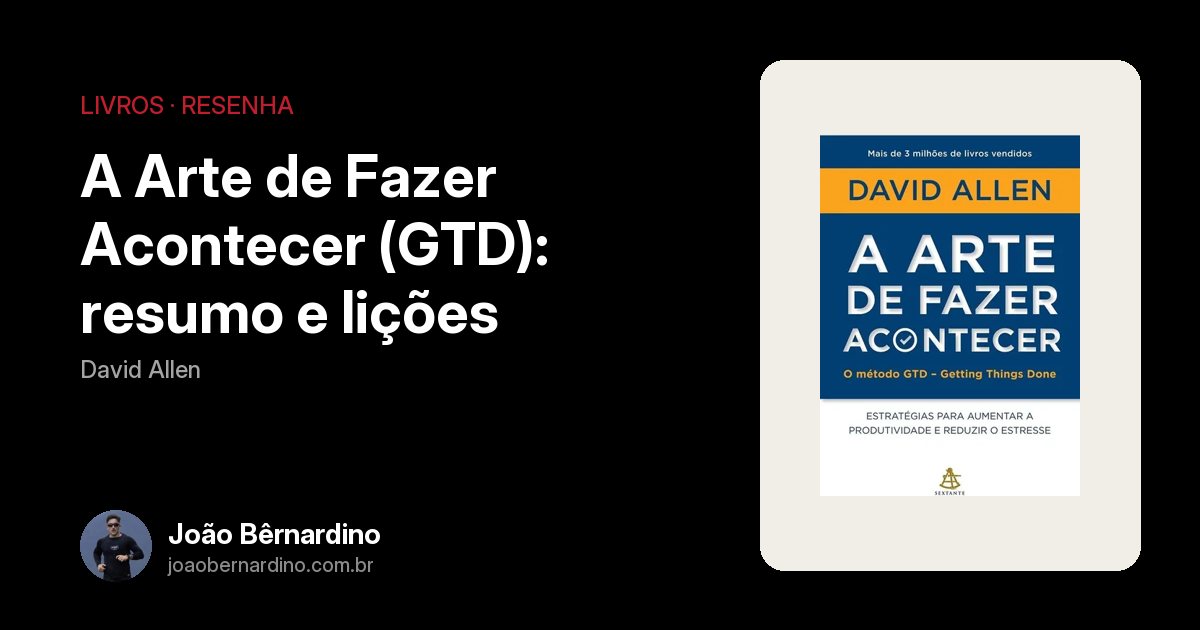 LIVROS · RESENHA
A Arte de Fazer
Acontecer (GTD):
resumo e lições
David Allen
João Bêrnardino
joaobernardino.com.br
Mais de 3 milhões de livros vendidos
DAVID ALLEN
A ARTE
DE FAZER
ACONTECER
O método GTD – Getting Things Done
ESTRATÉGIAS PARA AUMENTAR A
PRODUTIVIDADE E REDUZIR O ESTRESSE
SEXTANTE